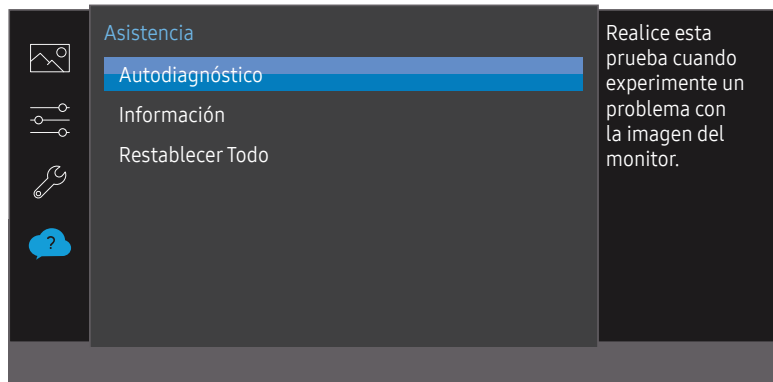 Asistencia
Autodiagnóstico
Información
Restablecer Todo
Realice esta
prueba cuando
experimente un
problema con
la imagen del
monitor.
?